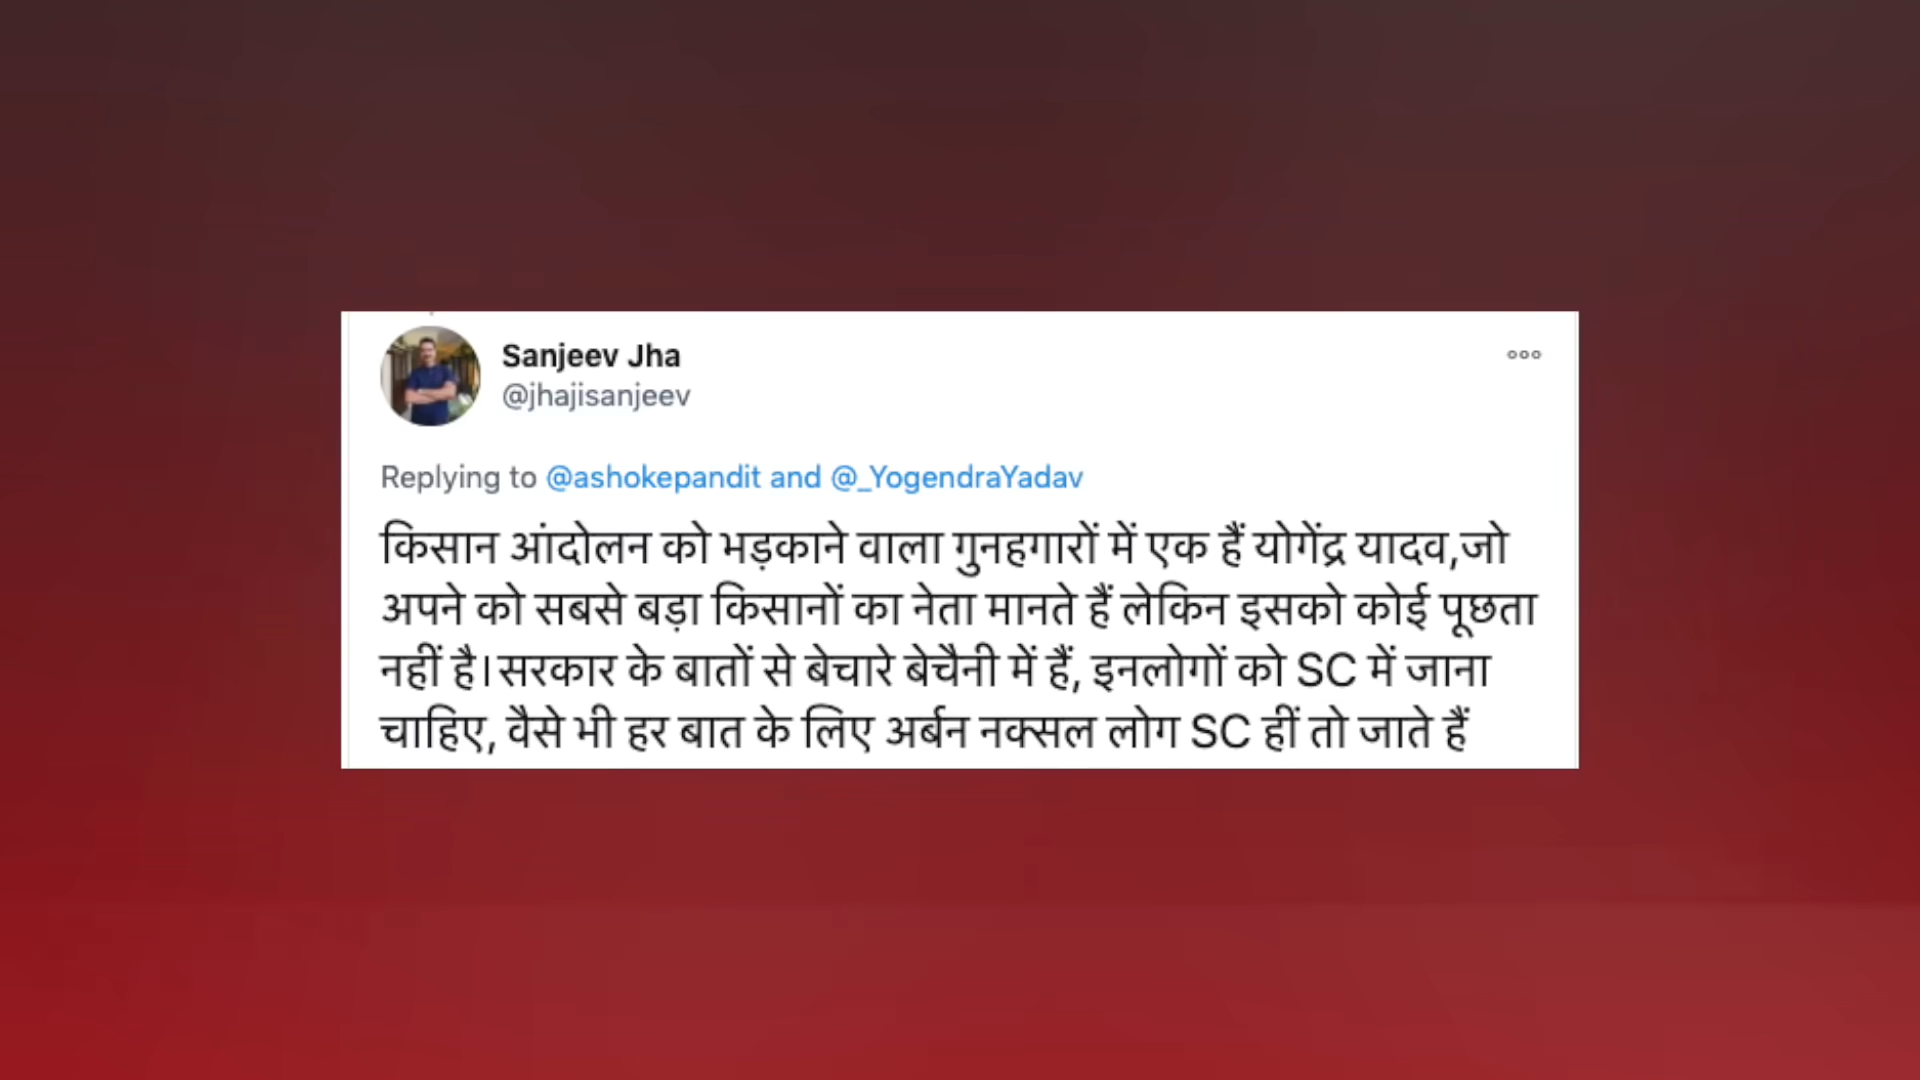 Sanjeev Jha
@jhajisanjeev
Replying to @ashokepandit and @_YogendraYadav
किसान आंदोलन को भड़काने वाला गुनहगारों में एक हैं योगेंद्र यादव,जो
अपने को सबसे बड़ा किसानों का नेता मानते हैं लेकिन इसको कोई पूछता
नहीं है।सरकार के बातों से बेचारे बेचैनी में हैं, इनलोगों को SC में जाना
चाहिए, वैसे भी हर बात के लिए अर्बन नक्सल लोग SC हीं तो जाते हैं